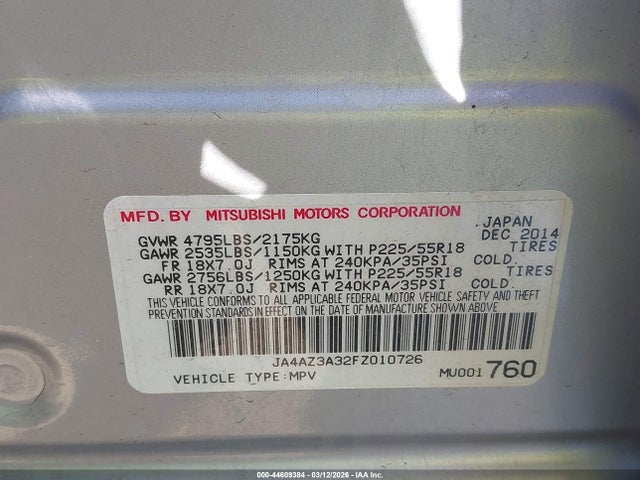 MFD. BY MITSUBISHI MOTORS CORPORATION
JAPAN
GVWR 4795LBS/2175KG DEC 2014
GAWR 2535LBS/1150KG WITH P225/55R18 TIRES
FR 18X7.0J RIMS AT 240KPA/35PSI COLD.
GAWR 2756LBS/1250KG WITH P225/55R18 TIRES
RR 18X7.0J RIMS AT 240KPA/35PSI COLD.
THIS VEHICLE CONFORMS TO ALL APPLICABLE FEDERAL MOTOR VEHICLE SAFETY AND THEFT
PREVENTION STANDARDS IN EFFECT ON THE DATE OF MANUFACTURE SHOWN ABOVE.
JA4AZ3A32FZ010726
VEHICLE TYPE:MPV MU001 760
000-44609384 - 03/12/2026 - IAA Inc.